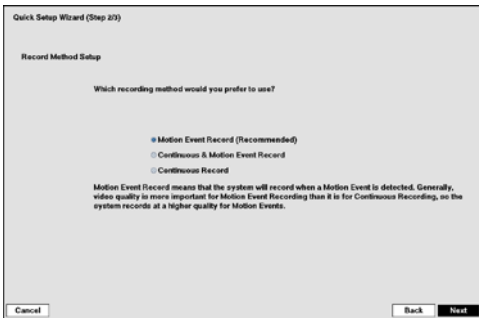 Quick Setup Wizard (Step 2/3)
Record Method Setup
Which recording method would you prefer to use?
Motion Event Record (Recommended)
Continuous & Motion Event Record
Continuous Record
Motion Event Record means that the system will record when a Motion Event is detected. Generally,
video quality is more important for Motion Event Recording than it is for Continuous Recording, so the
system records at a higher quality for Motion Events.
Cancel Back Next